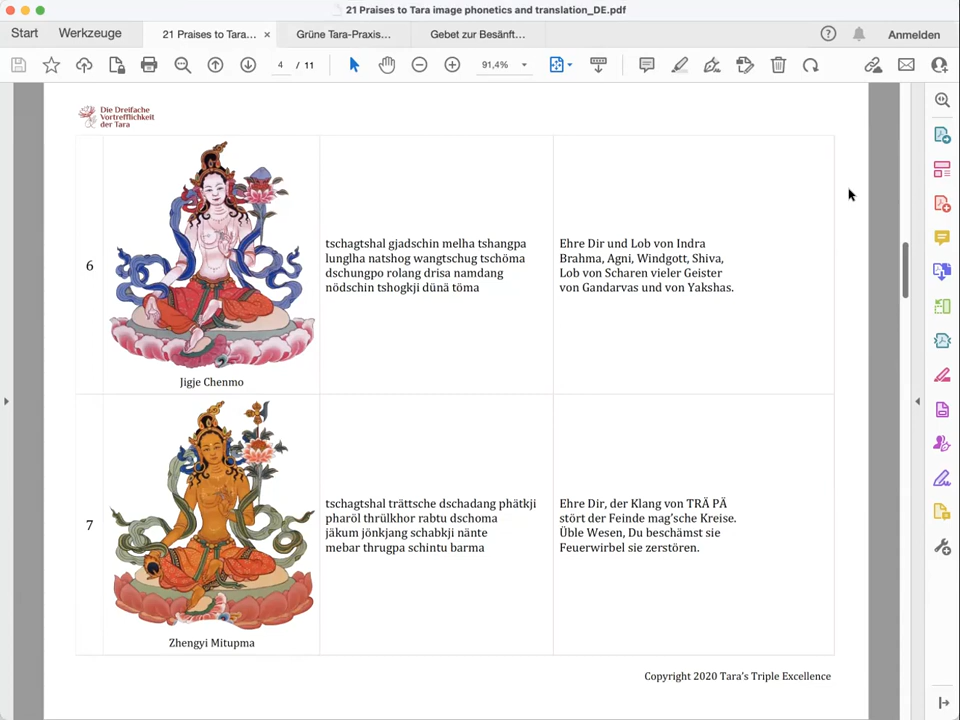 21 Praises to Tara image phonetics and translation_DE.pdf
Start
Werkzeuge
21 Praises to Tara...
Grüne Tara-Praxis...
Gebet zur Besänft...
Anmelden
4 / 11
91,4%
Die Dreifache
Vortrefflichkeit
der Tara
6
tschagtshal gjadschin melha tshangpa
lunglha natshog wangtschug tschöma
dschungpo rolang drisa namdang
nödschin tshogkji dünä töma
Ehre Dir und Lob von Indra
Brahma, Agni, Windgott, Shiva,
Lob von Scharen vieler Geister
von Gandarvas und von Yakshas.
Jigje Chenmo
7
tschagtshal trättsche dschadang phätkji
pharöl thrülkhor rabtu dschoma
jäkum jönkjang schabkji nänte
mebar thrugpa schintu barma
Ehre Dir, der Klang von TRÄ PÄ
stört der Feinde mag’sche Kreise.
Üble Wesen, Du beschämst sie
Feuerwirbel sie zerstören.
Zhengyi Mitupma
Copyright 2020 Tara’s Triple Excellence